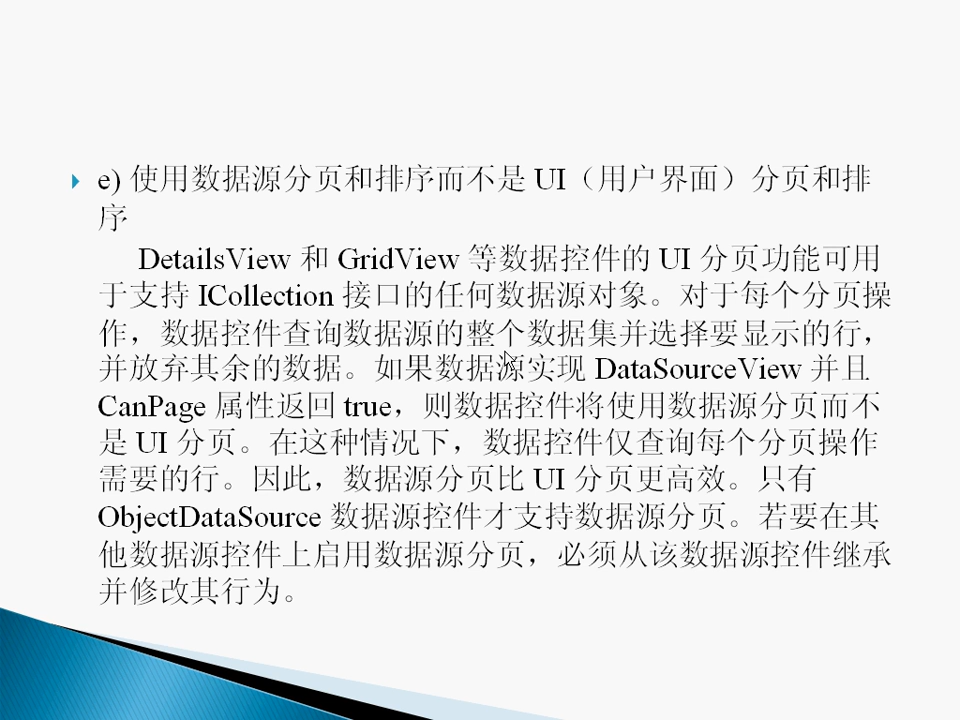 e) 使用数据源分页和排序而不是 UI（用户界面）分页和排
序
DetailsView 和 GridView 等数据控件的 UI 分页功能可用
于支持 ICollection 接口的任何数据源对象。对于每个分页操
作，数据控件查询数据源的整个数据集并选择要显示的行，
并放弃其余的数据。如果数据源实现 DataSourceView 并且
CanPage 属性返回 true，则数据控件将使用数据源分页而不
是 UI 分页。在这种情况下，数据控件仅查询每个分页操作
需要的行。因此，数据源分页比 UI 分页更高效。只有
ObjectDataSource 数据源控件才支持数据源分页。若要在其
他数据源控件上启用数据源分页，必须从该数据源控件继承
并修改其行为。